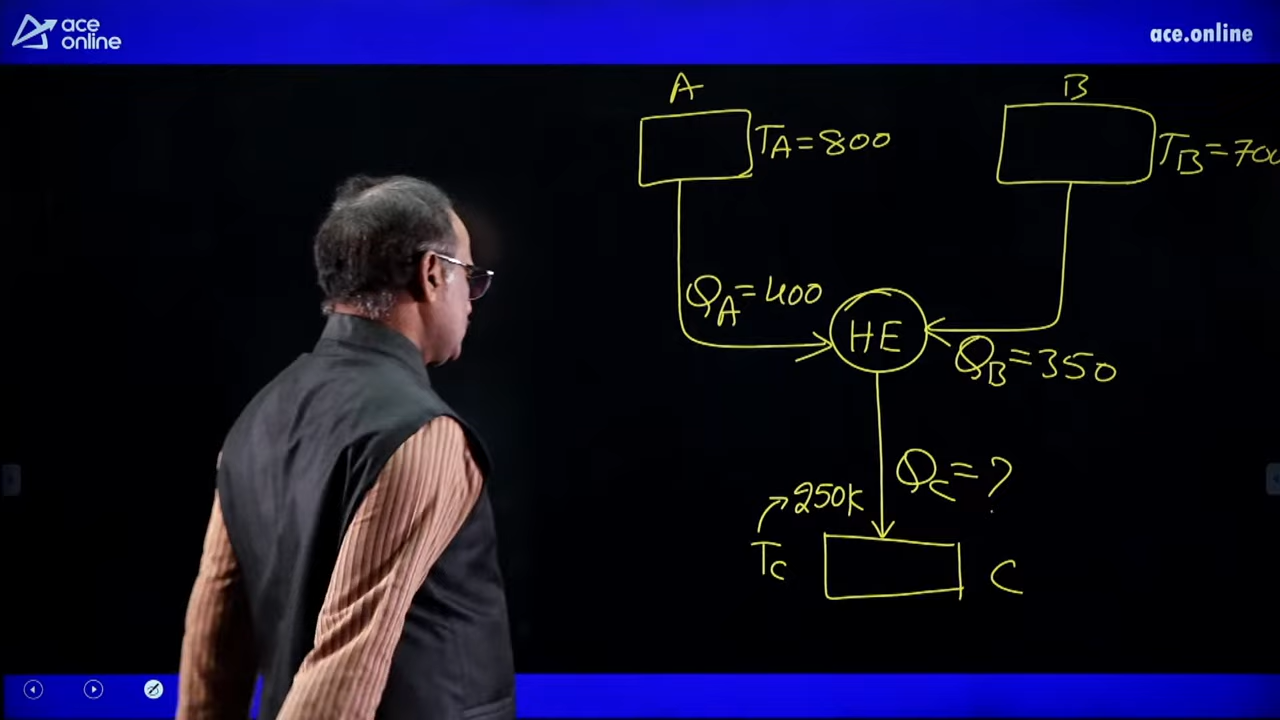 ace
online
ace.online
A
B
TA=800
TB=700
QA=400
HE
QB=350
QC=?
250K
TC
C